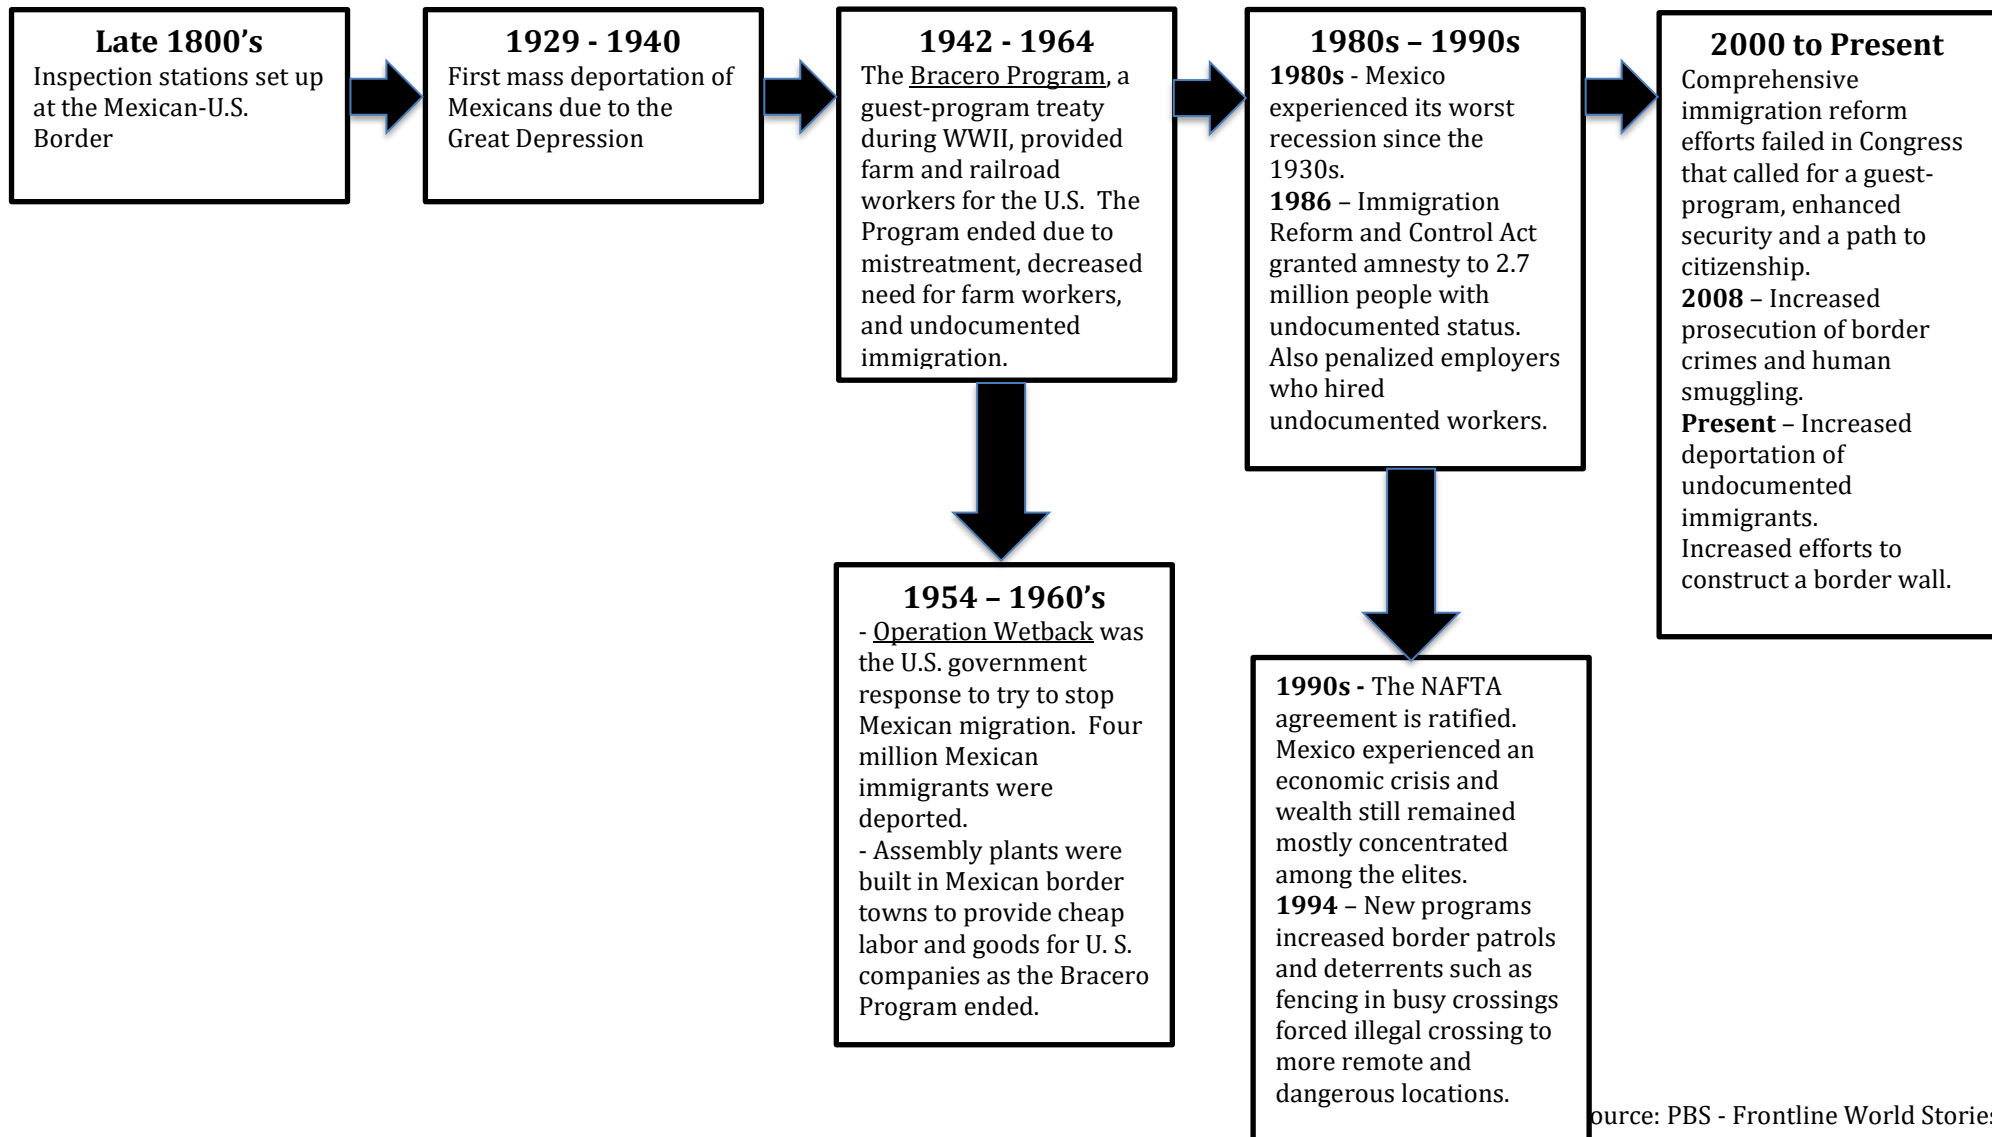 Late 1800's
Inspection stations set up
at the Mexican-U.S.
Border
1929 - 1940
First mass deportation of
Mexicans due to the
Great Depression
1942 - 1964
The Bracero Program, a
guest-program treaty
during WWII, provided
farm and railroad
workers for the U.S.  The
Program ended due to
mistreatment, decreased
need for farm workers,
and undocumented
immigration.
1954 – 1960's
- Operation Wetback was
the U.S. government
response to try to stop
Mexican migration.  Four
million Mexican
immigrants were
deported.
- Assembly plants were
built in Mexican border
towns to provide cheap
labor and goods for U. S.
companies as the Bracero
Program ended.
1980s – 1990s
1980s - Mexico
experienced its worst
recession since the
1930s.
1986 – Immigration
Reform and Control Act
granted amnesty to 2.7
million people with
undocumented status.
Also penalized employers
who hired
undocumented workers.
1990s - The NAFTA
agreement is ratified.
Mexico experienced an
economic crisis and
wealth still remained
mostly concentrated
among the elites.
1994 – New programs
increased border patrols
and deterrents such as
fencing in busy crossings
forced illegal crossing to
more remote and
dangerous locations.
2000 to Present
Comprehensive
immigration reform
efforts failed in Congress
that called for a guest-
program, enhanced
security and a path to
citizenship.
2008 – Increased
prosecution of border
crimes and human
smuggling.
Present – Increased
deportation of
undocumented
immigrants.
Increased efforts to
construct a border wall.
ource: PBS - Frontline World Stories